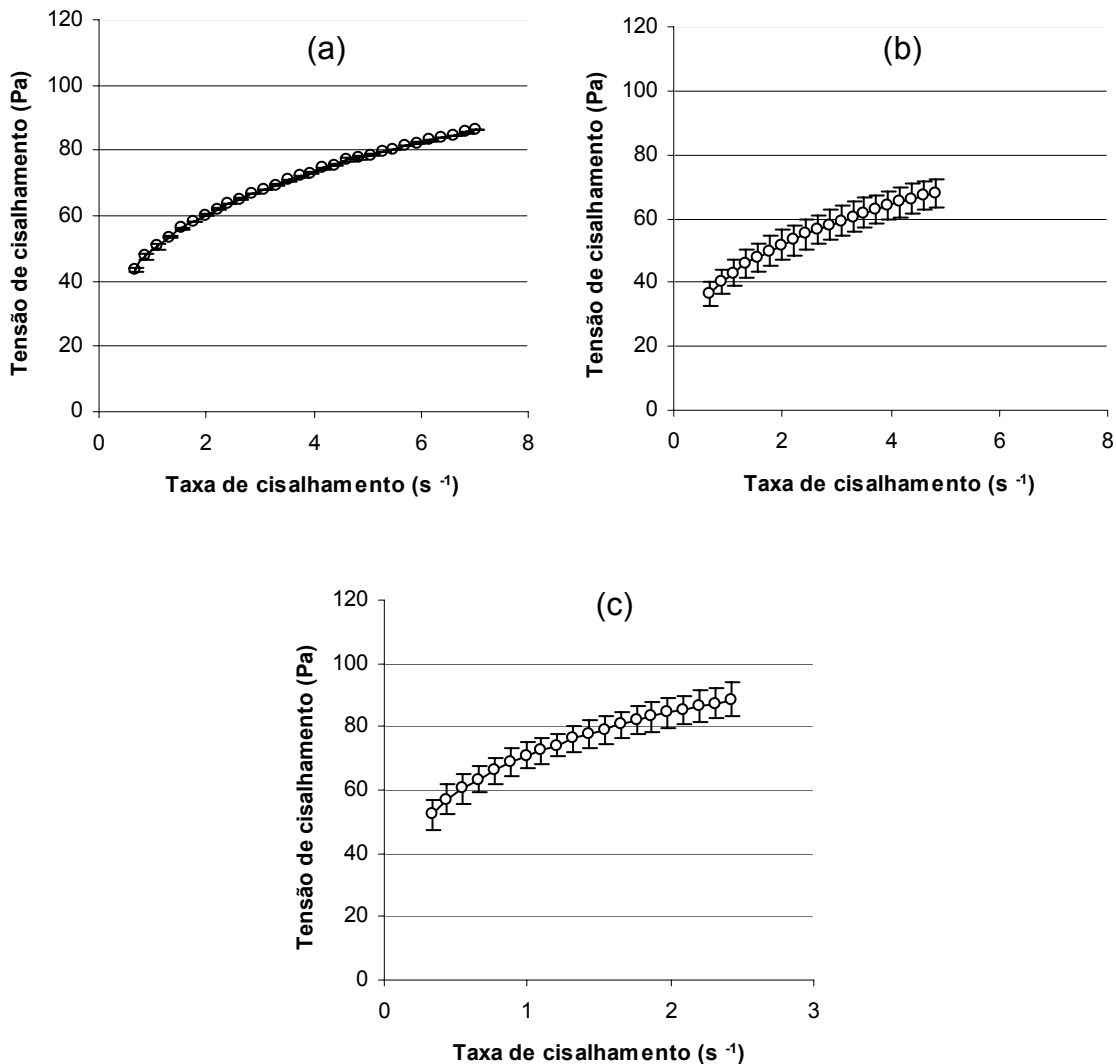 (a)
Tensão de cisalhamento (Pa)
120
100
80
60
40
20
0
0 2 4 6 8
Taxa de cisalhamento (s -1)
(b)
Tensão de cisalhamento (Pa)
120
100
80
60
40
20
0
0 2 4 6 8
Taxa de cisalhamento (s -1)
(c)
Tensão de cisalhamento (Pa)
120
100
80
60
40
20
0
0 1 2 3
Taxa de cisalhamento (s -1)